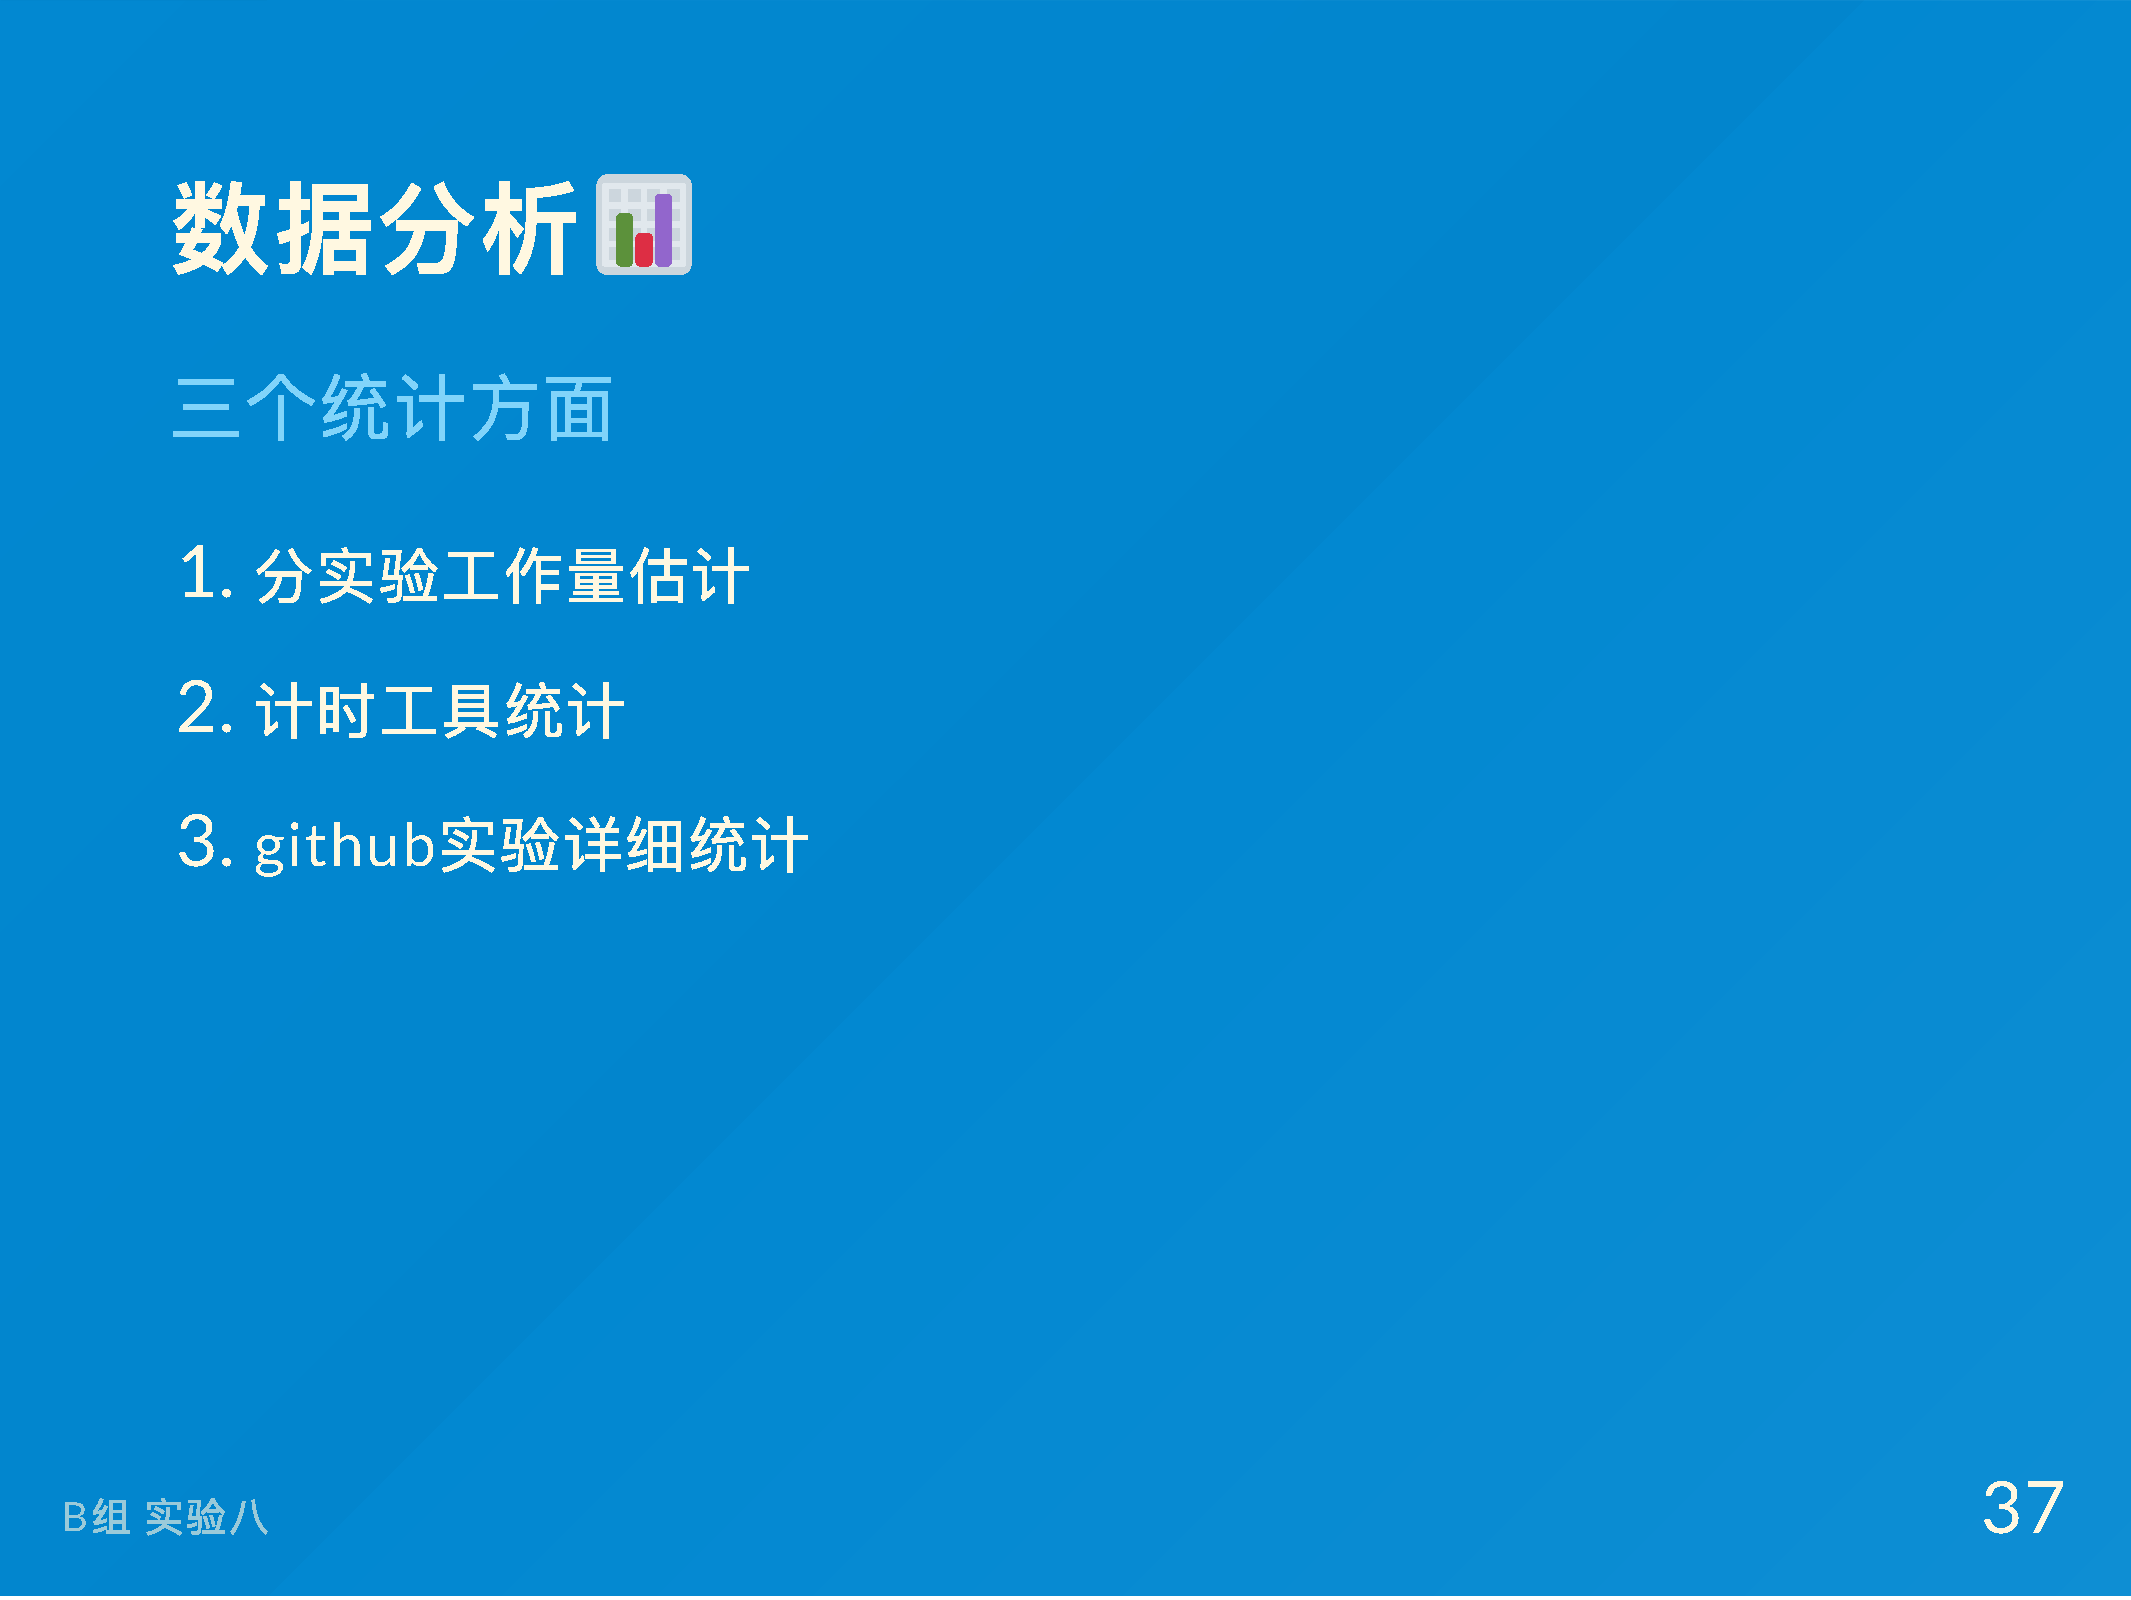 数据分析📊
三个统计方面
1. 分实验工作量估计
2. 计时工具统计
3. github实验详细统计
B组 实验八
37